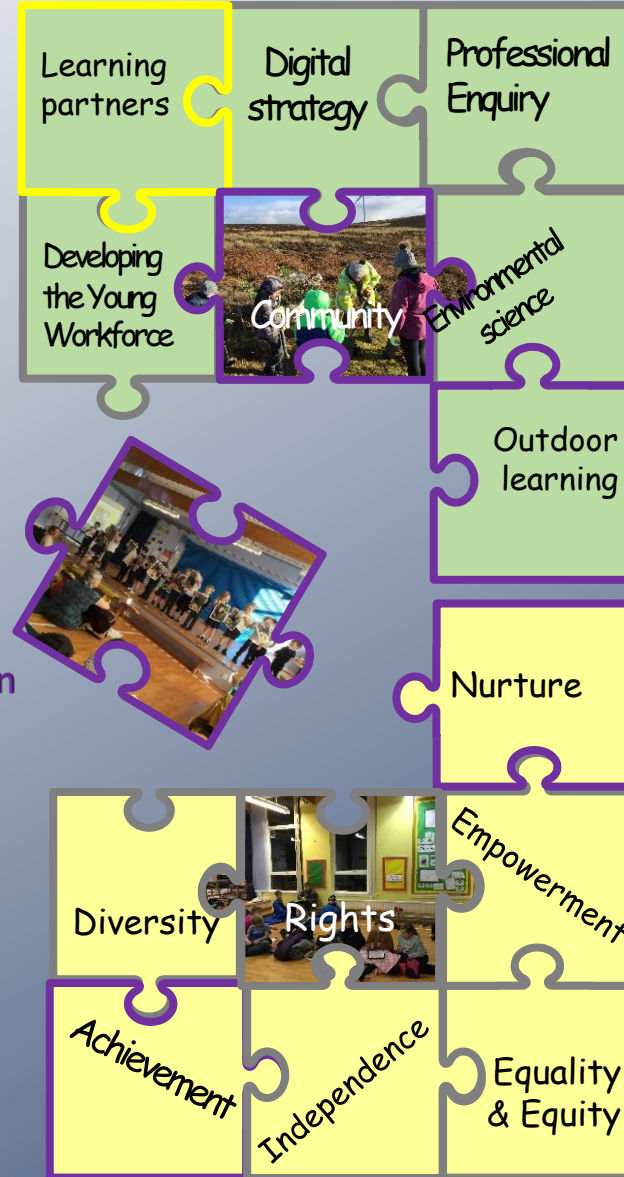 Learning
partners
Digital
strategy
Professional
Enquiry
Developing
the Young
Workforce
Community
Environmental
science
Outdoor
learning
n
Nurture
Diversity
Rights
Empowerment
Achievement
Independence
Equality
& Equity